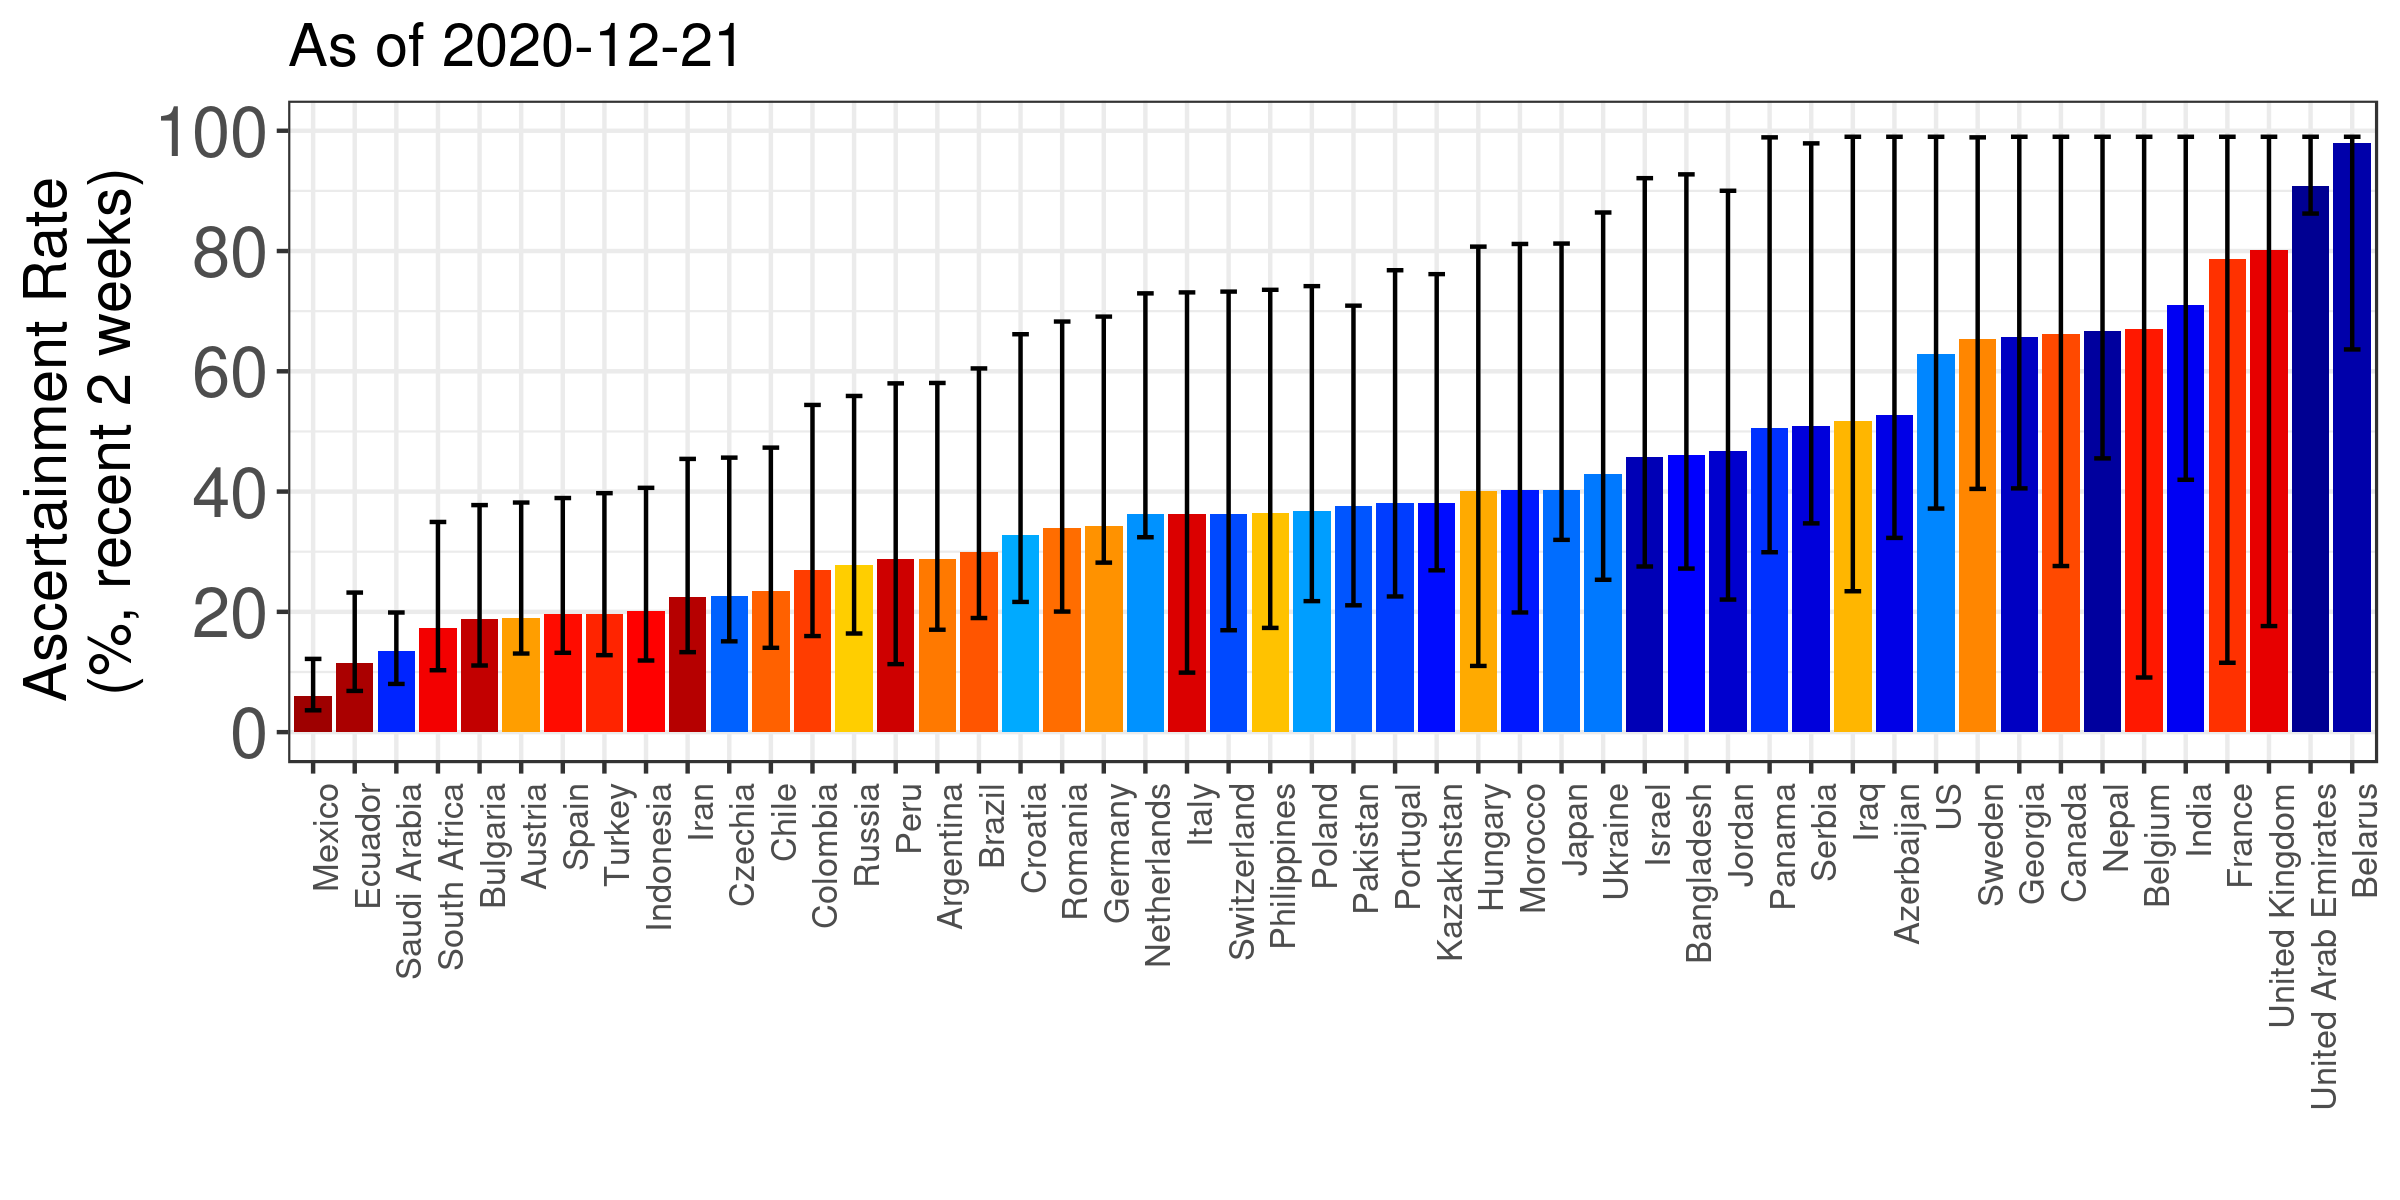 As of 2020-12-21
Ascertainment Rate
(%, recent 2 weeks)
100
80
60
40
20
0
Mexico
Ecuador
Saudi Arabia
South Africa
Bulgaria
Austria
Spain
Turkey
Indonesia
Iran
Czechia
Chile
Colombia
Russia
Peru
Argentina
Brazil
Croatia
Romania
Germany
Netherlands
Italy
Switzerland
Philippines
Poland
Pakistan
Portugal
Kazakhstan
Hungary
Morocco
Japan
Ukraine
Israel
Bangladesh
Jordan
Panama
Serbia
Iraq
Azerbaijan
US
Sweden
Georgia
Canada
Nepal
Belgium
India
France
United Kingdom
United Arab Emirates
Belarus